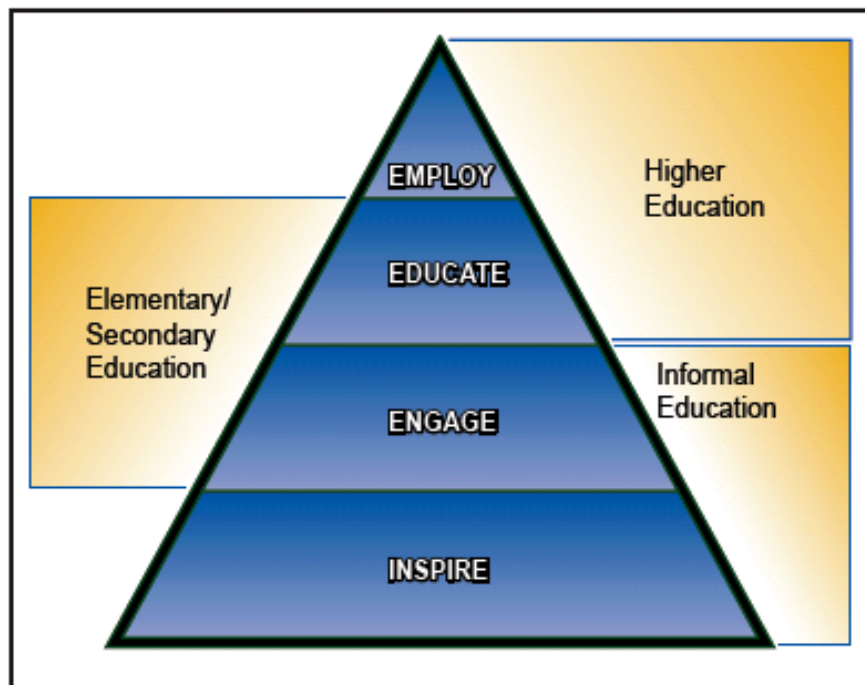 EMPLOY
Higher
Education
EDUCATE
Elementary/
Secondary
Education
Informal
Education
ENGAGE
INSPIRE